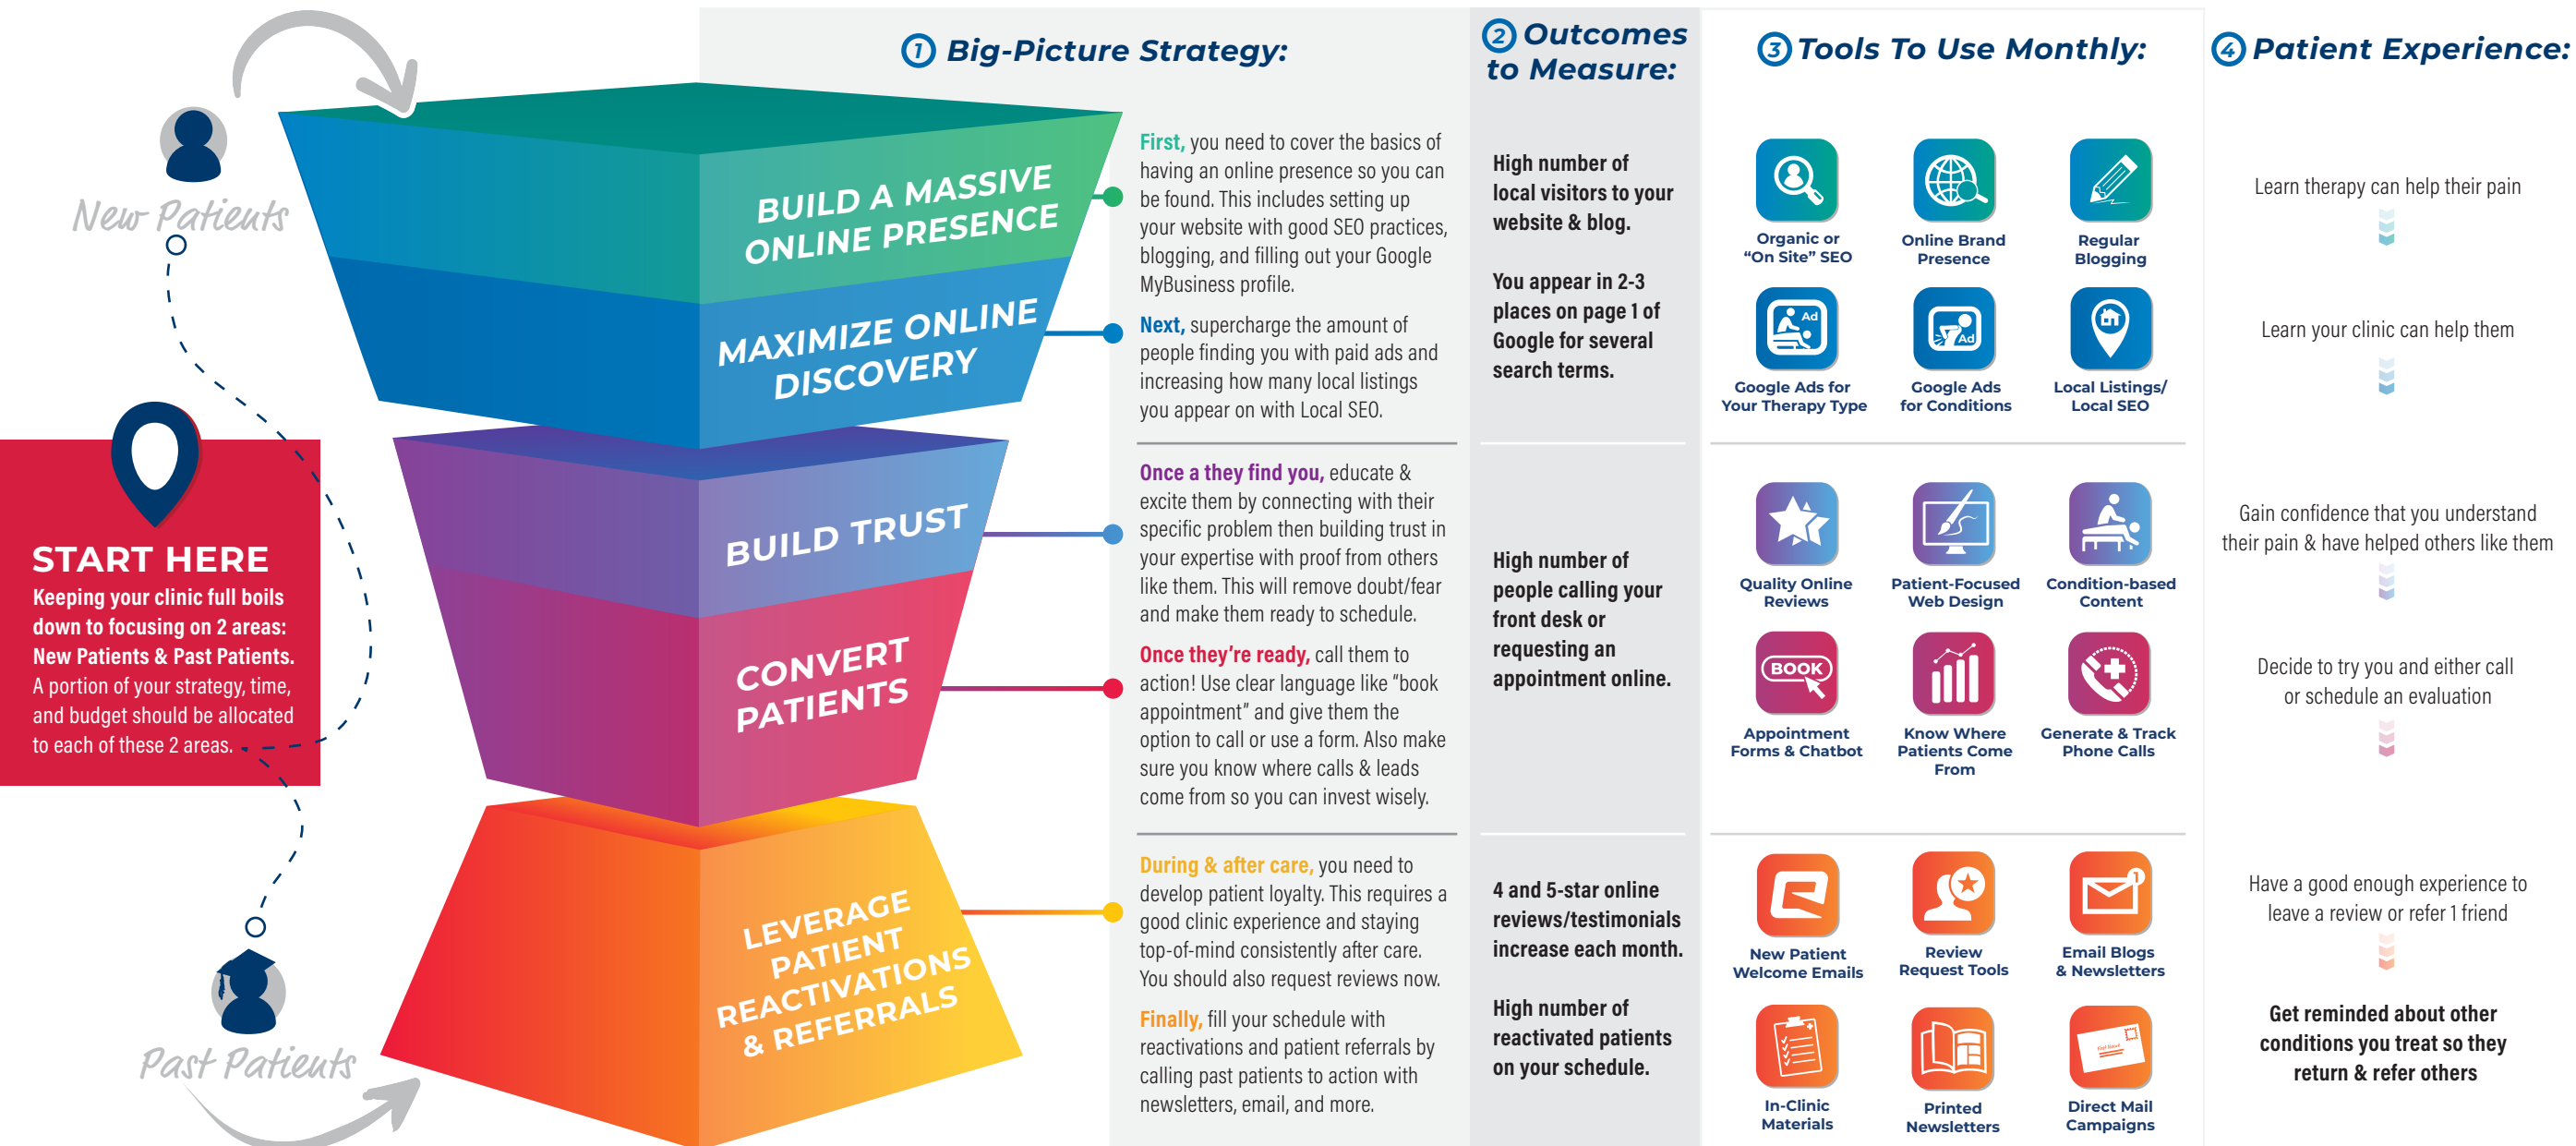 1 Big-Picture Strategy:
2 Outcomes
to Measure:
3 Tools To Use Monthly:
4 Patient Experience:
New Patients
START HERE
Keeping your clinic full boils
down to focusing on 2 areas:
New Patients & Past Patients.
A portion of your strategy, time,
and budget should be allocated
to each of these 2 areas.
Past Patients
BUILD A MASSIVE
ONLINE PRESENCE
MAXIMIZE ONLINE
DISCOVERY
BUILD TRUST
CONVERT
PATIENTS
LEVERAGE
PATIENT
REACTIVATIONS
& REFERRALS
First, you need to cover the basics of
having an online presence so you can
be found. This includes setting up
your website with good SEO practices,
blogging, and filling out your Google
MyBusiness profile.
Next, supercharge the amount of
people finding you with paid ads and
increasing how many local listings
you appear on with Local SEO.
Once a they find you, educate &
excite them by connecting with their
specific problem then building trust in
your expertise with proof from others
like them. This will remove doubt/fear
and make them ready to schedule.
Once they're ready, call them to
action! Use clear language like "book
appointment" and give them the
option to call or use a form. Also make
sure you know where calls & leads
come from so you can invest wisely.
During & after care, you need to
develop patient loyalty. This requires a
good clinic experience and staying
top-of-mind consistently after care.
You should also request reviews now.
Finally, fill your schedule with
reactivations and patient referrals by
calling past patients to action with
newsletters, email, and more.
High number of
local visitors to your
website & blog.
You appear in 2-3
places on page 1 of
Google for several
search terms.
High number of
people calling your
front desk or
requesting an
appointment online.
4 and 5-star online
reviews/testimonials
increase each month.
High number of
reactivated patients
on your schedule.
Organic or
"On Site" SEO
Online Brand
Presence
Regular
Blogging
Ad
Google Ads for
Your Therapy Type
Ad
Google Ads
for Conditions
Local Listings/
Local SEO
Quality Online
Reviews
Patient-Focused
Web Design
Condition-based
Content
BOOK
Appointment
Forms & Chatbot
Know Where
Patients Come
From
Generate & Track
Phone Calls
New Patient
Welcome Emails
Review
Request Tools
1
Email Blogs
& Newsletters
In-Clinic
Materials
Printed
Newsletters
Direct Mail
Campaigns
Learn therapy can help their pain
Learn your clinic can help them
Gain confidence that you understand
their pain & have helped others like them
Decide to try you and either call
or schedule an evaluation
Have a good enough experience to
leave a review or refer 1 friend
Get reminded about other
conditions you treat so they
return & refer others